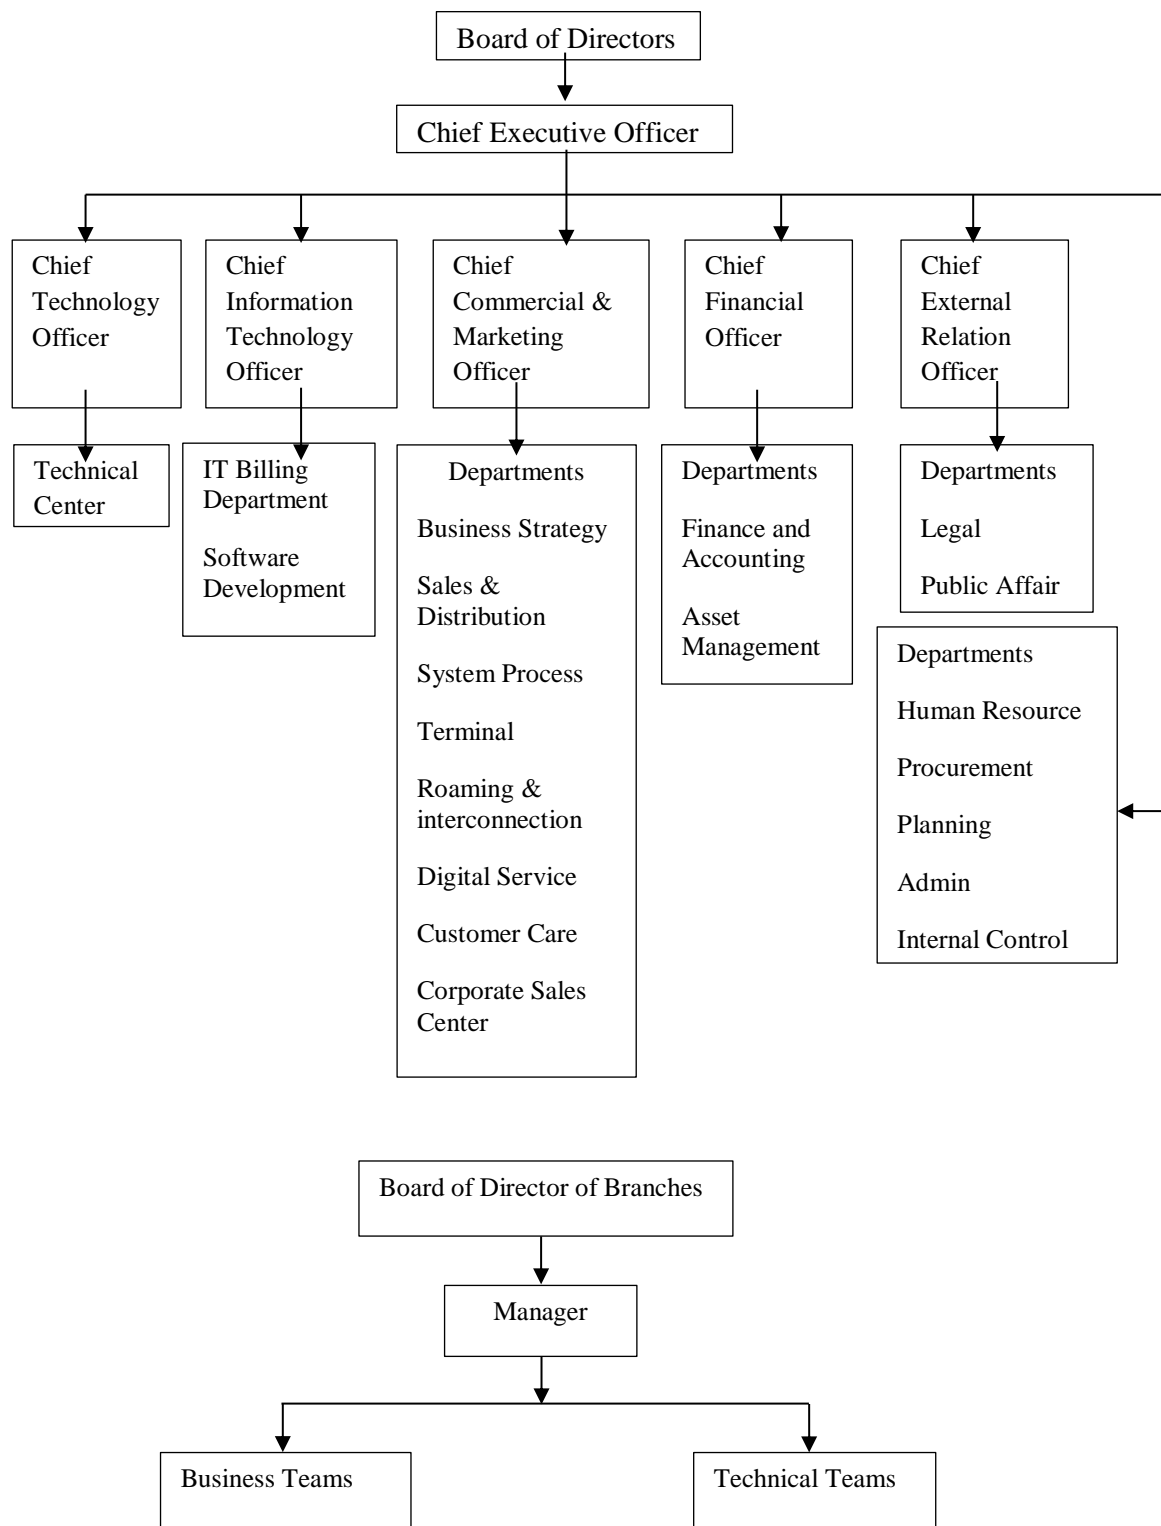 Board of Directors
Chief Executive Officer
Chief
Technology
Officer
Chief
Information
Technology
Officer
Chief
Commercial &
Marketing
Officer
Chief
Financial
Officer
Chief
External
Relation
Officer
Technical
Center
IT Billing
Department
Software
Development
Departments
Business Strategy
Sales &
Distribution
System Process
Terminal
Roaming &
interconnection
Digital Service
Customer Care
Corporate Sales
Center
Departments
Finance and
Accounting
Asset
Management
Departments
Legal
Public Affair
Departments
Human Resource
Procurement
Planning
Admin
Internal Control
Board of Director of Branches
Manager
Business Teams
Technical Teams